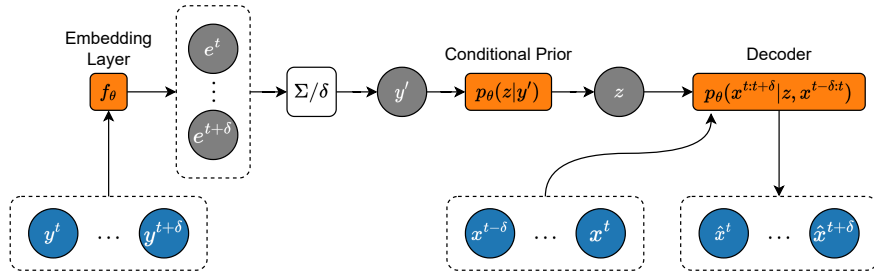 Embedding
Layer
f_θ
e^t
⋮
e^{t+δ}
Σ/δ
y′
Conditional Prior
p_θ(z|y′)
z
Decoder
p_θ(x^{t:t+δ}|z, x^{t−δ:t})
y^t … y^{t+δ}
x^{t−δ} … x^t
x̂^t … x̂^{t+δ}